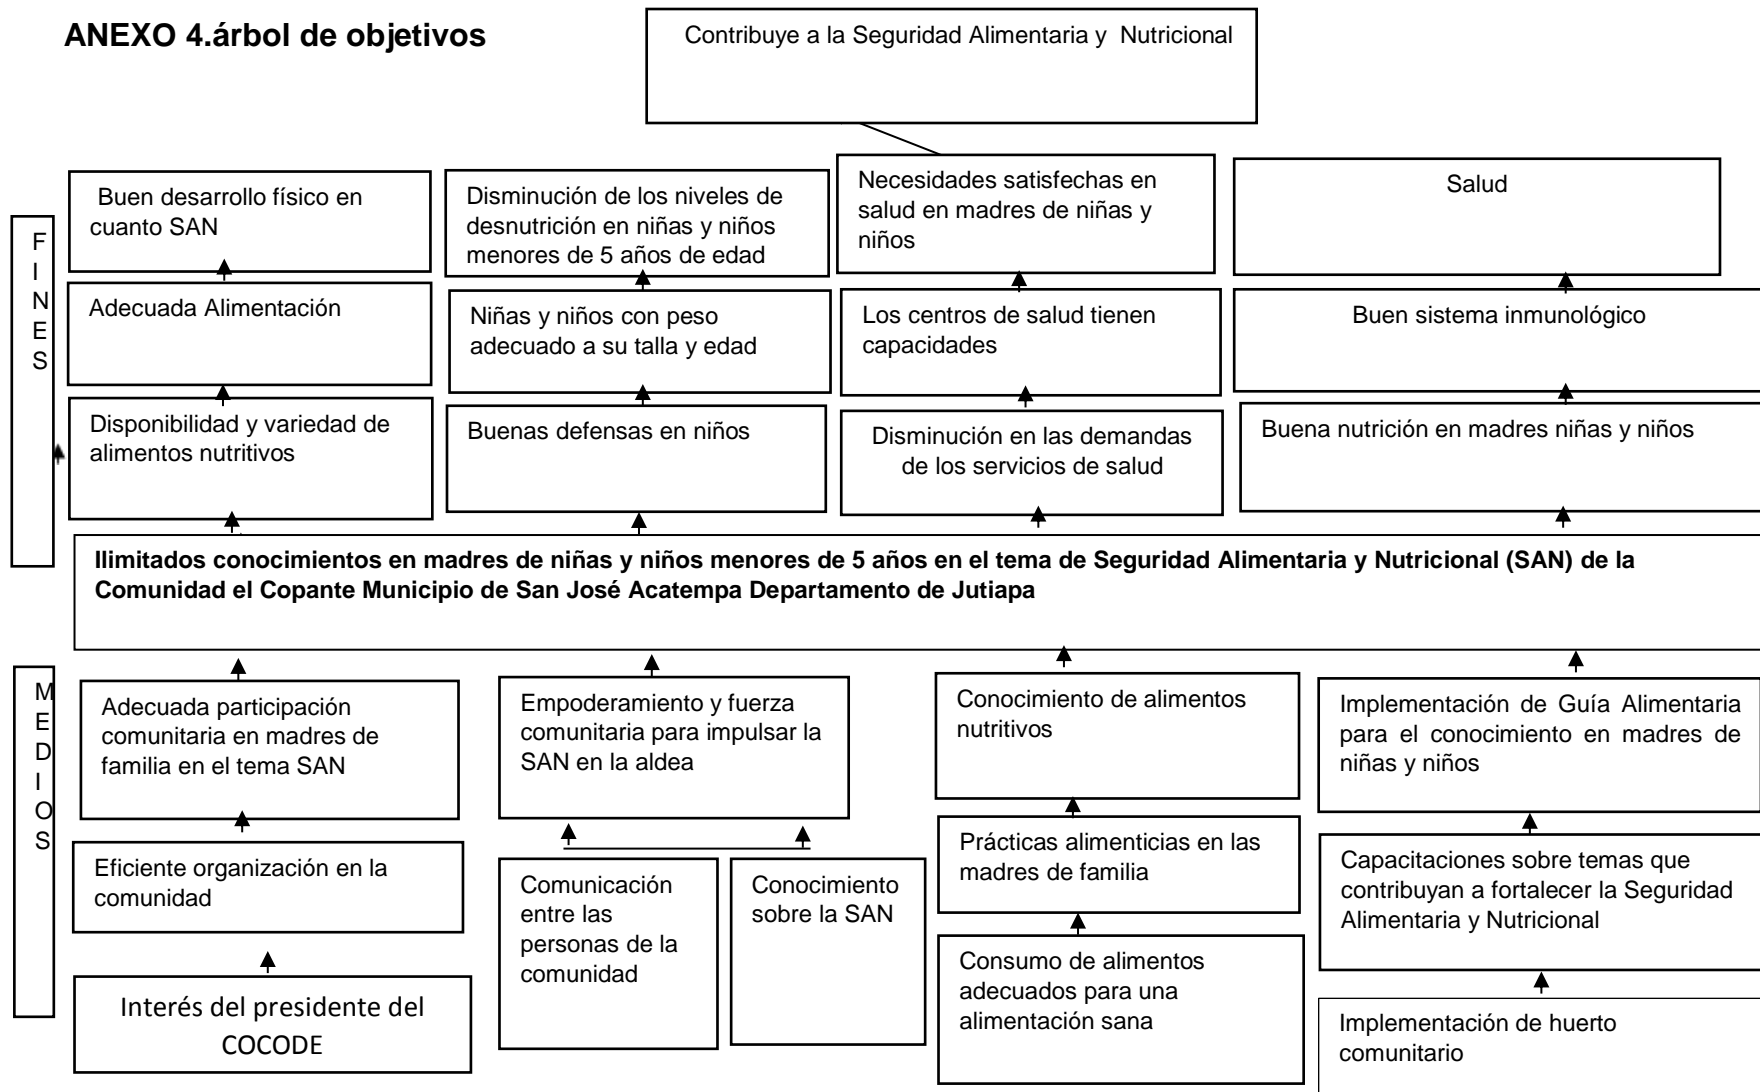 ANEXO 4.árbol de objetivos
Contribuye a la Seguridad Alimentaria y Nutricional
F
I
N
E
S
Buen desarrollo físico en
cuanto SAN
Disminución de los niveles de
desnutrición en niñas y niños
menores de 5 años de edad
Necesidades satisfechas en
salud en madres de niñas y
niños
Salud
Adecuada Alimentación
Niñas y niños con peso
adecuado a su talla y edad
Los centros de salud tienen
capacidades
Buen sistema inmunológico
Disponibilidad y variedad de
alimentos nutritivos
Buenas defensas en niños
Disminución en las demandas
de los servicios de salud
Buena nutrición en madres niñas y niños
Ilimitados conocimientos en madres de niñas y niños menores de 5 años en el tema de Seguridad Alimentaria y Nutricional (SAN) de la
Comunidad el Copante Municipio de San José Acatempa Departamento de Jutiapa
M
E
D
I
O
S
Adecuada participación
comunitaria en madres de
familia en el tema SAN
Empoderamiento y fuerza
comunitaria para impulsar la
SAN en la aldea
Conocimiento de alimentos
nutritivos
Implementación de Guía Alimentaria
para el conocimiento en madres de
niñas y niños
Eficiente organización en la
comunidad
Comunicación
entre las
personas de la
comunidad
Conocimiento
sobre la SAN
Prácticas alimenticias en las
madres de familia
Capacitaciones sobre temas que
contribuyan a fortalecer la Seguridad
Alimentaria y Nutricional
Interés del presidente del
COCODE
Consumo de alimentos
adecuados para una
alimentación sana
Implementación de huerto
comunitario